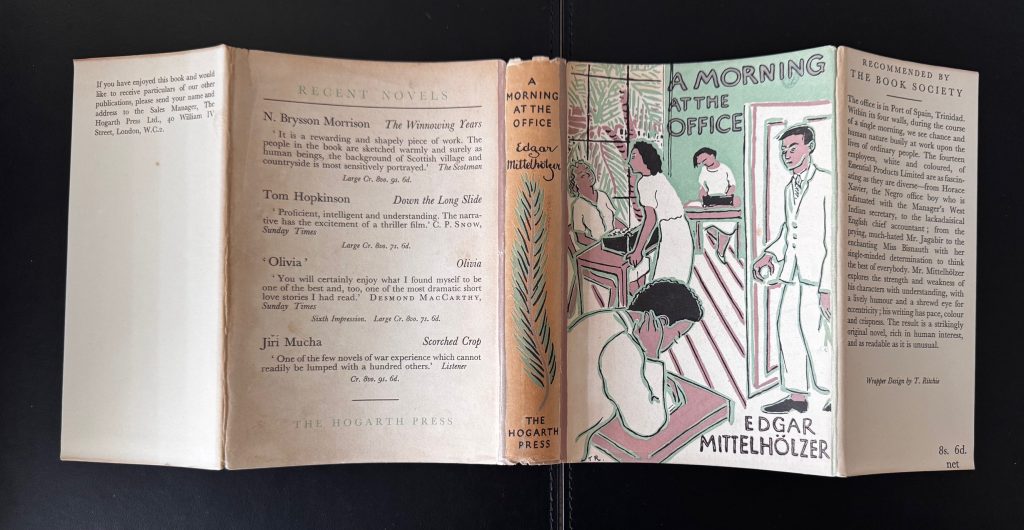 If you have enjoyed this book and would
like to receive particulars of our other
publications, please send your name and
address to the Sales Manager, The
Hogarth Press Ltd., 40 William IV
Street, London, W.C.2.
RECENT NOVELS
N. Brysson Morrison The Winnowing Years
‘ It is a rewarding and shapely piece of work. The
people in the book are sketched warmly and surely as
human beings, the background of Scottish village and
countryside is most sensitively portrayed.’ The Scotsman
Large Cr. 8vo. 9s. 6d.
Tom Hopkinson Down the Long Slide
‘ Proficient, intelligent and understanding. The narra-
tive has the excitement of a thriller film.’ C. P. SNOW,
Sunday Times
Large Cr. 8vo. 7s. 6d.
‘ Olivia ’ Olivia
‘ You will certainly enjoy what I found myself to be
one of the best and, too, one of the most dramatic short
love stories I had read.’ DESMOND MACCARTHY,
Sunday Times
Sixth Impression. Large Cr. 8vo. 7s. 6d.
Jiri Mucha Scorched Crop
‘ One of the few novels of war experience which cannot
readily be lumped with a hundred others.’ Listener
Cr. 8vo. 9s. 6d.
THE HOGARTH PRESS
A
MORNING
AT THE
OFFICE
Edgar
Mittelhölzer
THE
HOGARTH
PRESS
A MORNING
AT THE
OFFICE
T.R.
EDGAR
MITTELHÖLZER
RECOMMENDED BY
THE BOOK SOCIETY
The office is in Port of Spain, Trinidad.
Within its four walls, during the course
of a single morning, we see chance and
human nature busily at work upon the
lives of ordinary people. The fourteen
employees, white and coloured, of
Essential Products Limited are as fascin-
ating as they are diverse—from Horace
Xavier, the Negro office boy who is
infatuated with the Manager's West
Indian secretary, to the lackadaisical
English chief accountant; from the
prying, much-hated Mr. Jagabir to the
enchanting Miss Bisnauth with her
single-minded determination to think
the best of everybody. Mr. Mittelhölzer
explores the strength and weakness of
his characters with understanding, with
a lively humour and a shrewd eye for
eccentricity; his writing has pace, colour
and crispness. The result is a strikingly
original novel, rich in human interest,
and as readable as it is unusual.
Wrapper Design by T. Ritchie
8s. 6d.
net